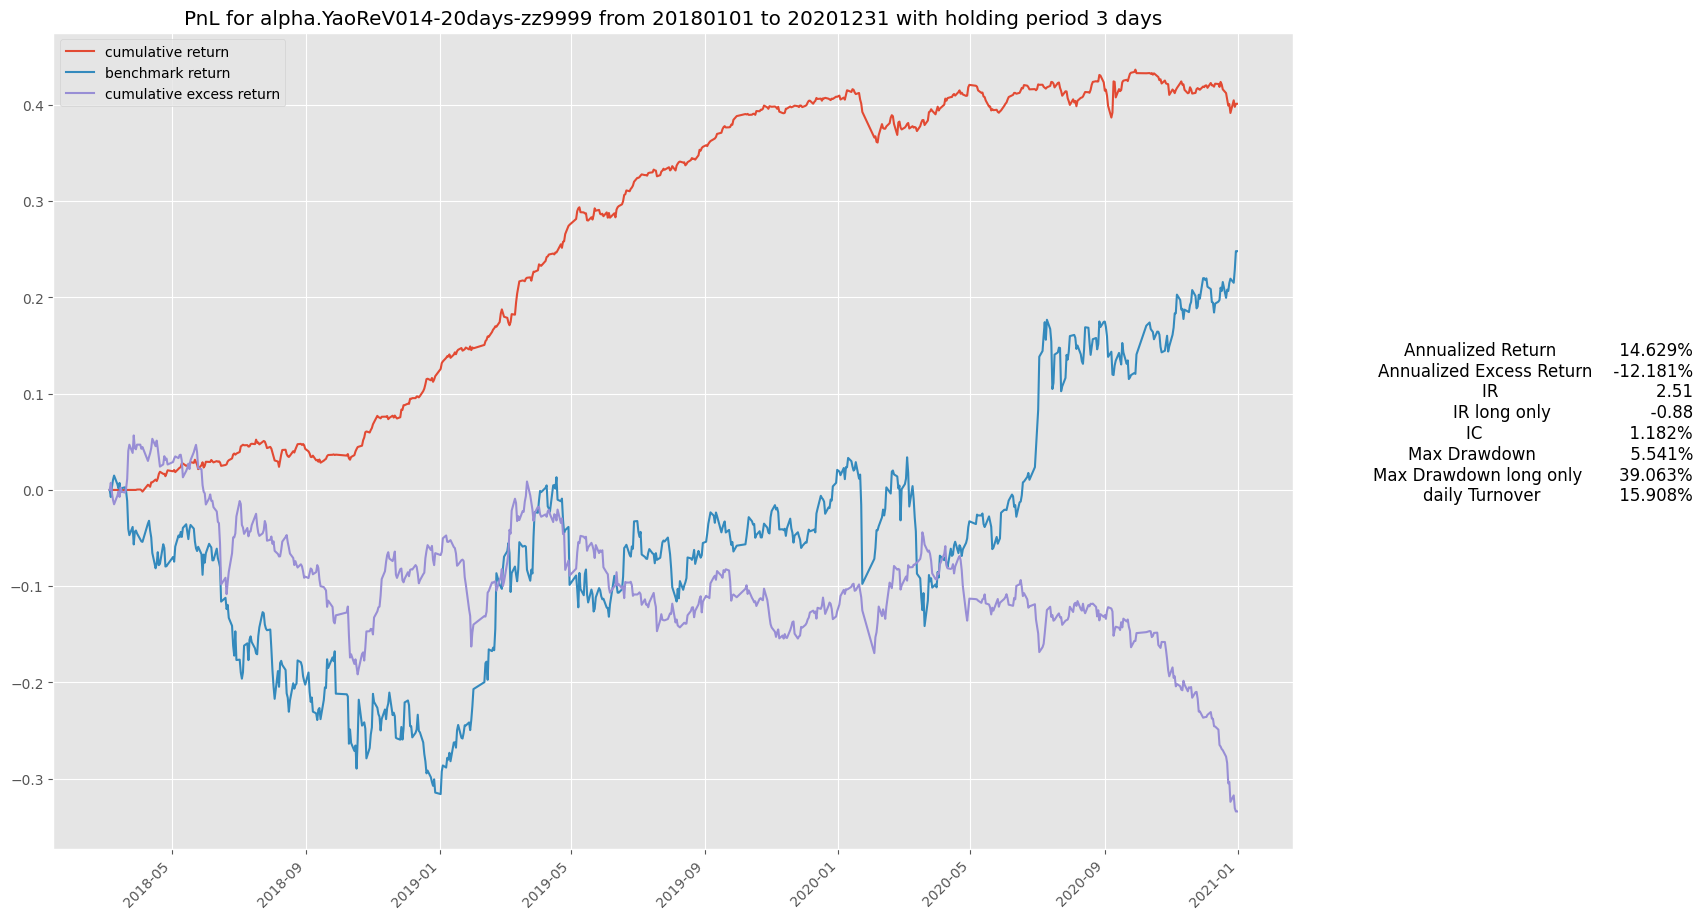 PnL for alpha.YaoReV014-20days-zz9999 from 20180101 to 20201231 with holding period 3 days
cumulative return
benchmark return
cumulative excess return
0.4
0.3
0.2
0.1
0.0
−0.1
−0.2
−0.3
2018-05
2018-09
2019-01
2019-05
2019-09
2020-01
2020-05
2020-09
2021-01
Annualized Return 14.629%
Annualized Excess Return -12.181%
IR 2.51
IR long only -0.88
IC 1.182%
Max Drawdown 5.541%
Max Drawdown long only 39.063%
daily Turnover 15.908%